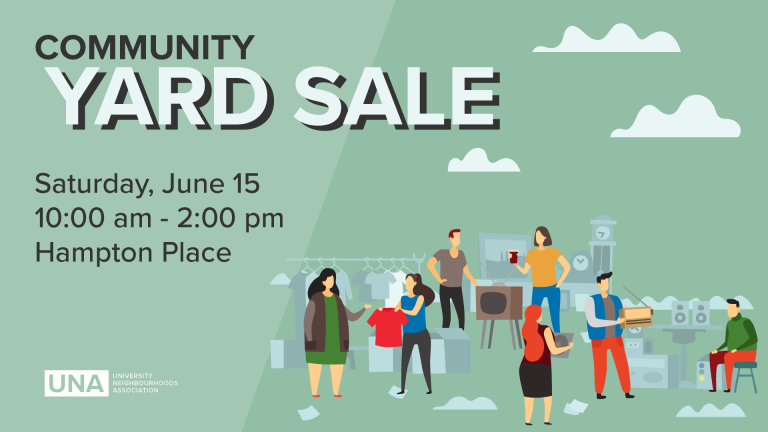 COMMUNITY
YARD SALE
Saturday, June 15
10:00 am - 2:00 pm
Hampton Place
UNA
UNIVERSITY
NEIGHBOURHOODS
ASSOCIATION